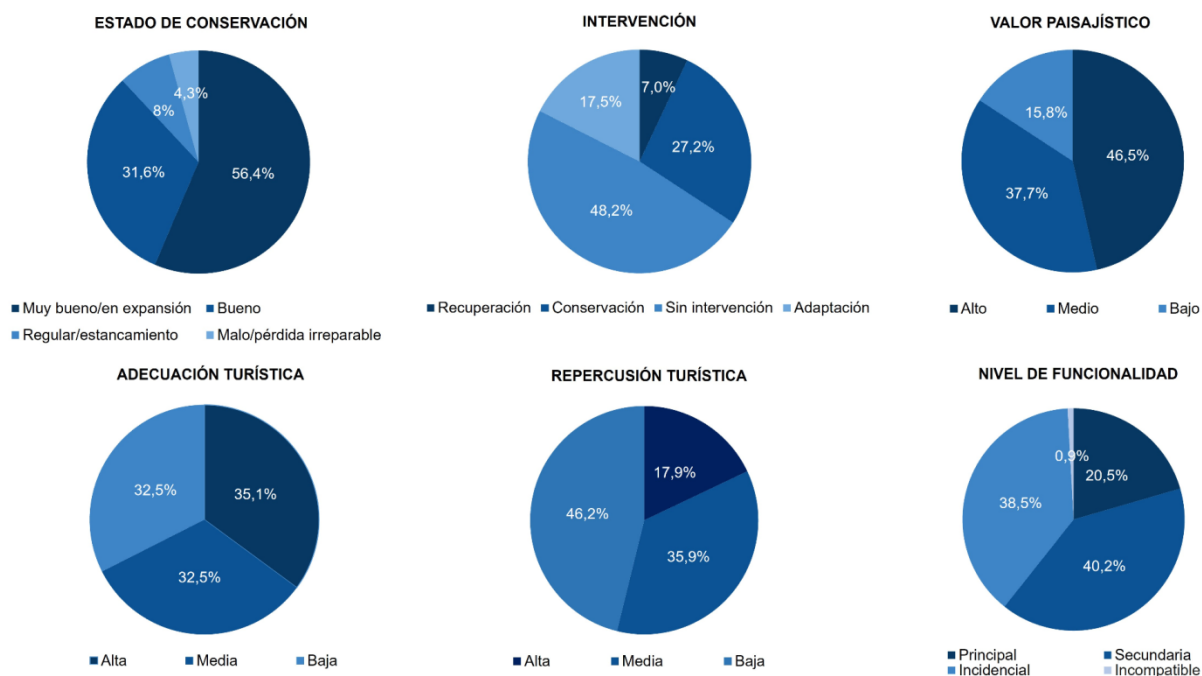 ESTADO DE CONSERVACIÓN
4,3%
8%
31,6%
56,4%
Muy bueno/en expansión Bueno
Regular/estancamiento Malo/pérdida irreparable
INTERVENCIÓN
17,5%
7,0%
27,2%
48,2%
Recuperación Conservación Sin intervención Adaptación
VALOR PAISAJÍSTICO
15,8%
46,5%
37,7%
Alto Medio Bajo
ADECUACIÓN TURÍSTICA
32,5%
35,1%
32,5%
Alta Media Baja
REPERCUSIÓN TURÍSTICA
17,9%
46,2%
35,9%
Alta Media Baja
NIVEL DE FUNCIONALIDAD
0,9%
20,5%
38,5%
40,2%
Principal Secundaria
Incidencial Incompatible